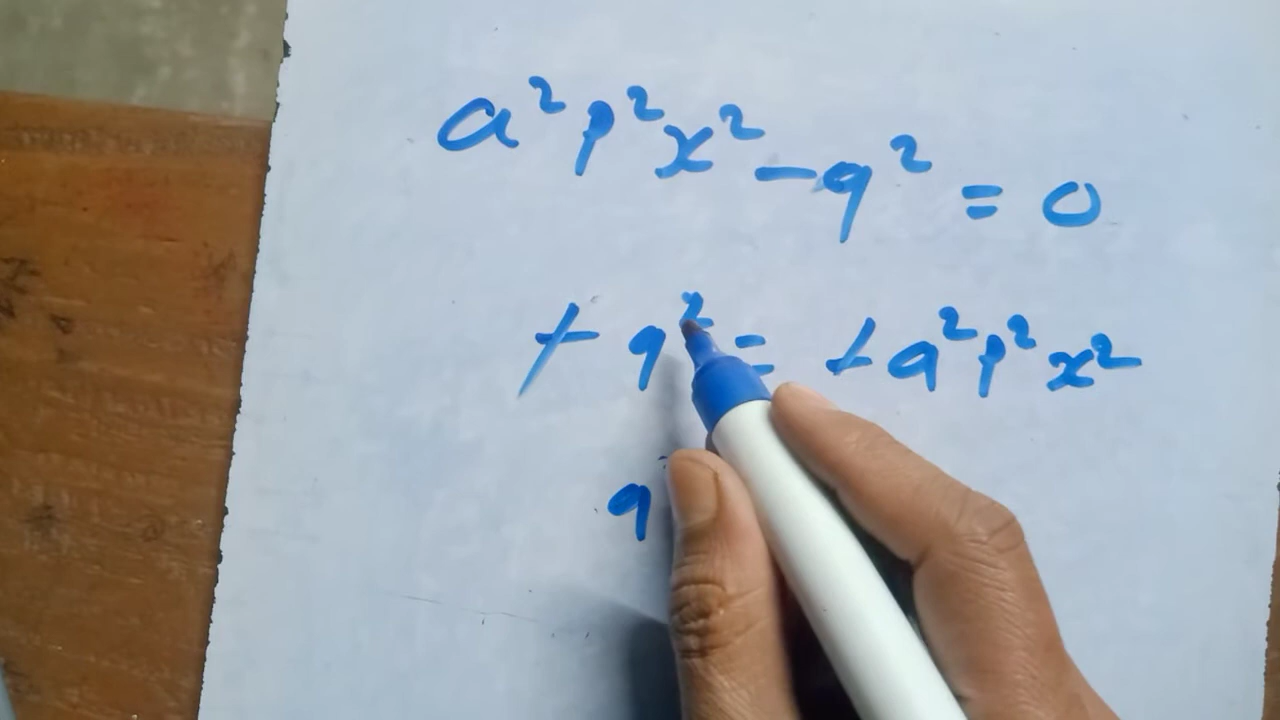 a²p²x² - q² = 0
+ q² = + a²p²x²
q